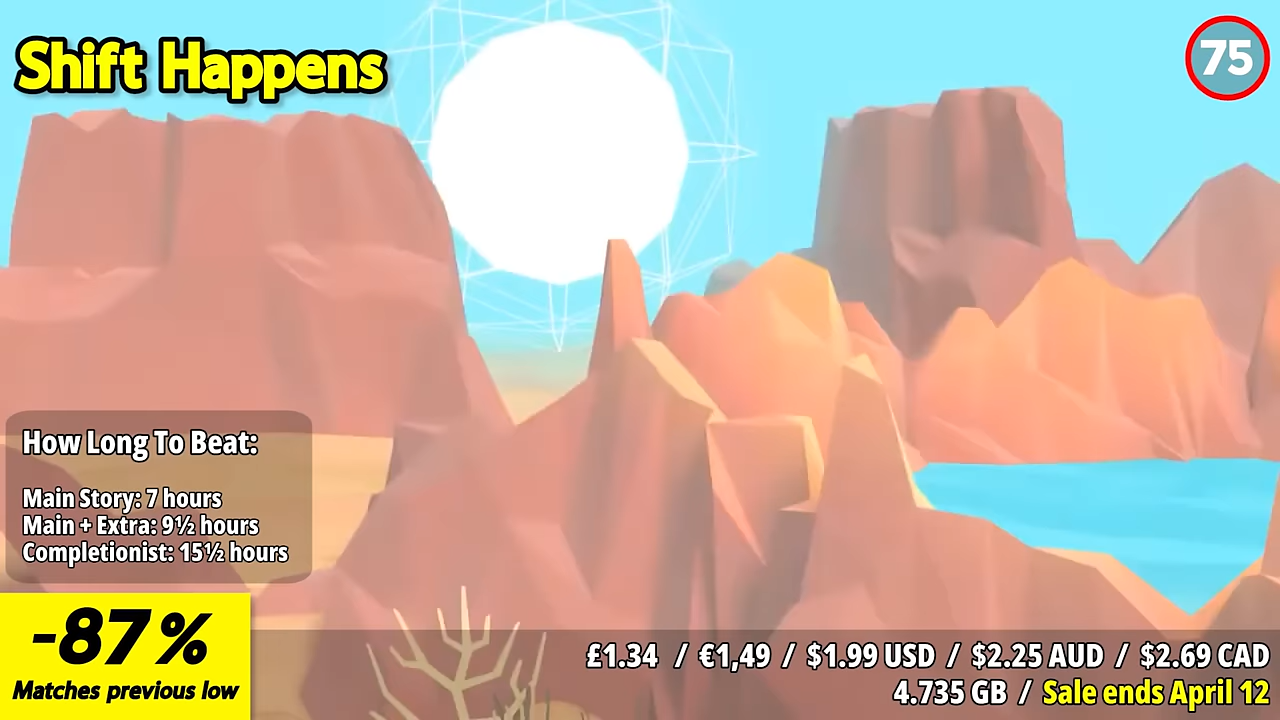 Shift Happens
75
How Long To Beat:
Main Story: 7 hours
Main + Extra: 9½ hours
Completionist: 15½ hours
-87%
Matches previous low
£1.34 / €1,49 / $1.99 USD / $2.25 AUD / $2.69 CAD
4.735 GB / Sale ends April 12